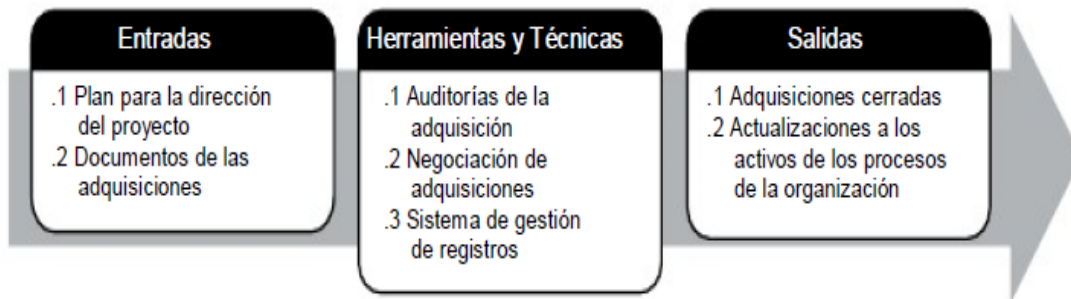 Entradas
.1 Plan para la dirección
del proyecto
.2 Documentos de las
adquisiciones
Herramientas y Técnicas
.1 Auditorías de la
adquisición
.2 Negociación de
adquisiciones
.3 Sistema de gestión
de registros
Salidas
.1 Adquisiciones cerradas
.2 Actualizaciones a los
activos de los procesos
de la organización